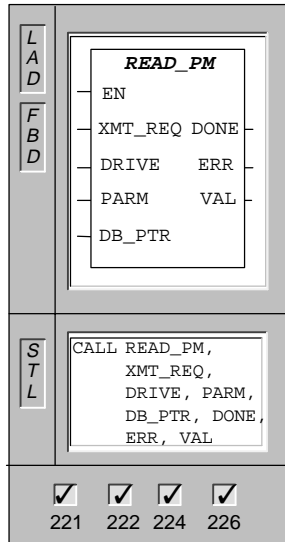 L
A
D
F
B
D
READ_PM
EN
XMT_REQ DONE
DRIVE ERR
PARM VAL
DB_PTR
S
T
L
CALL READ_PM,
XMT_REQ,
DRIVE, PARM,
DB_PTR, DONE,
ERR, VAL
221 222 224 226